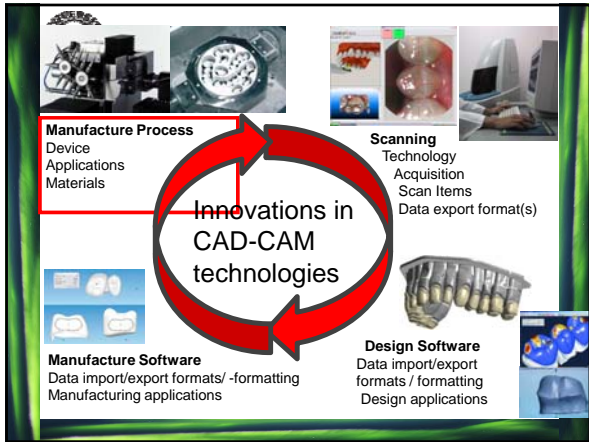 Manufacture Process
Device
Applications
Materials
Scanning
Technology
Acquisition
Scan Items
Data export format(s)
Innovations in
CAD-CAM
technologies
Manufacture Software
Data import/export formats/ -formatting
Manufacturing applications
Design Software
Data import/export
formats / formatting
Design applications